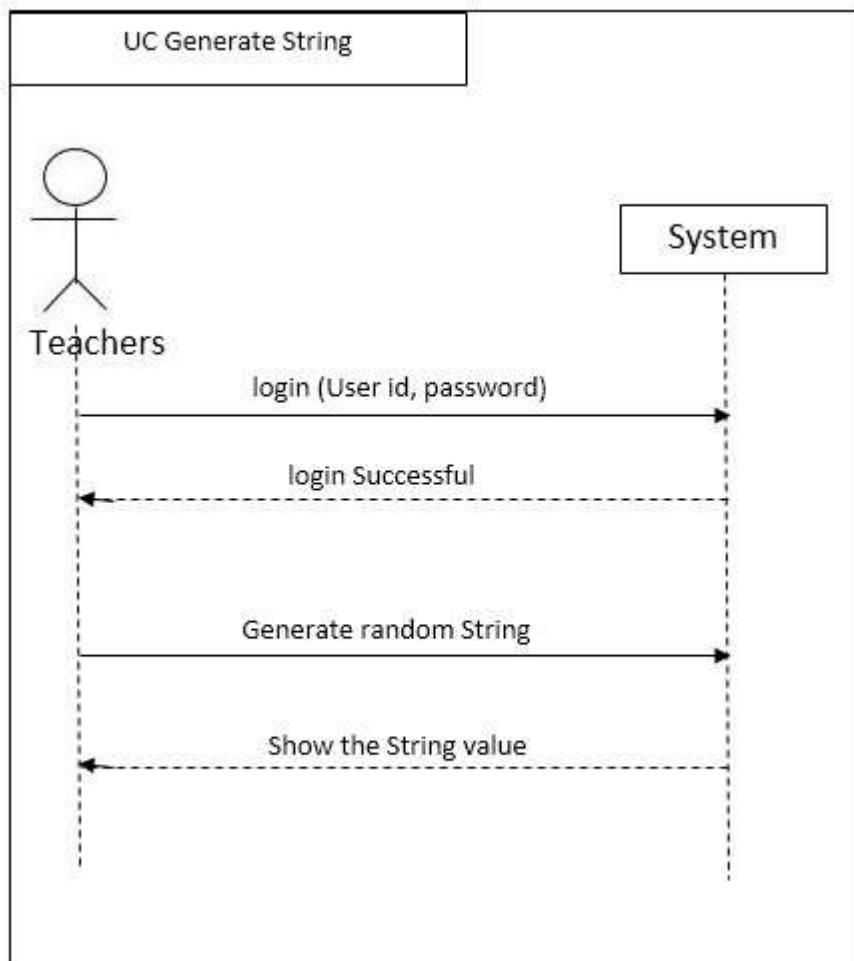 UC Generate String
System
Teachers
login (User id, password)
login Successful
Generate random String
Show the String value